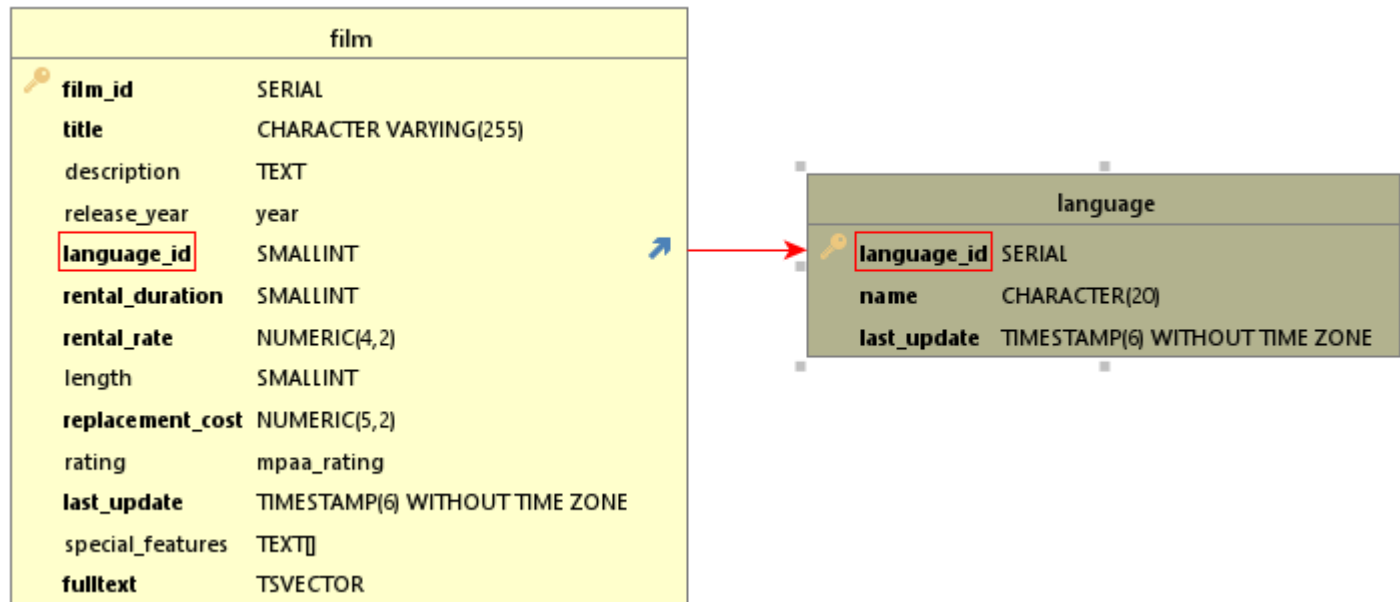 film
film_id SERIAL
title CHARACTER VARYING(255)
description TEXT
release_year year
language_id SMALLINT
rental_duration SMALLINT
rental_rate NUMERIC(4,2)
length SMALLINT
replacement_cost NUMERIC(5,2)
rating mpaa_rating
last_update TIMESTAMP(6) WITHOUT TIME ZONE
special_features TEXT[]
fulltext TSVECTOR
language
language_id SERIAL
name CHARACTER(20)
last_update TIMESTAMP(6) WITHOUT TIME ZONE